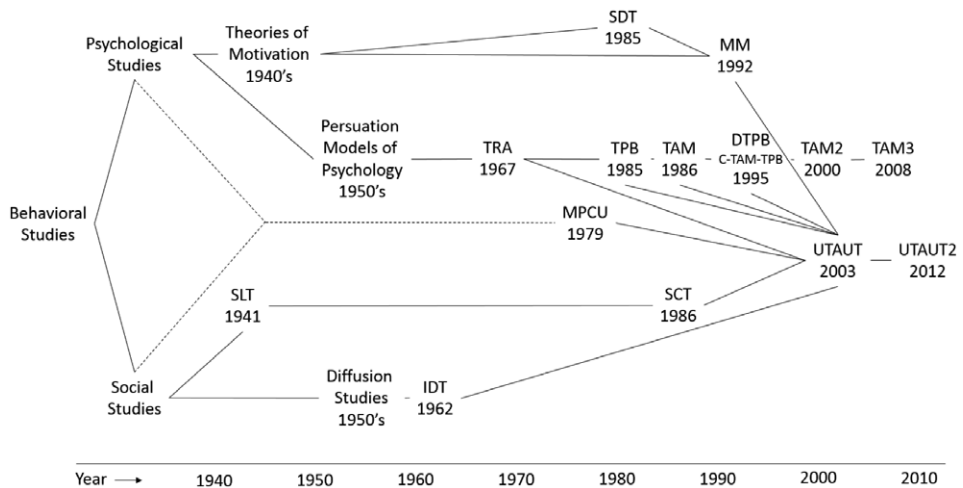 SDT
1985
Psychological
Studies
Theories of
Motivation
1940's
MM
1992
Persuation
Models of
Psychology
1950's
TRA
1967
TPB
1985
TAM
1986
DTPB
C-TAM-TPB
1995
TAM2
2000
TAM3
2008
Behavioral
Studies
MPCU
1979
UTAUT
2003
UTAUT2
2012
SLT
1941
SCT
1986
Social
Studies
Diffusion
Studies
1950's
IDT
1962
Year 1940 1950 1960 1970 1980 1990 2000 2010